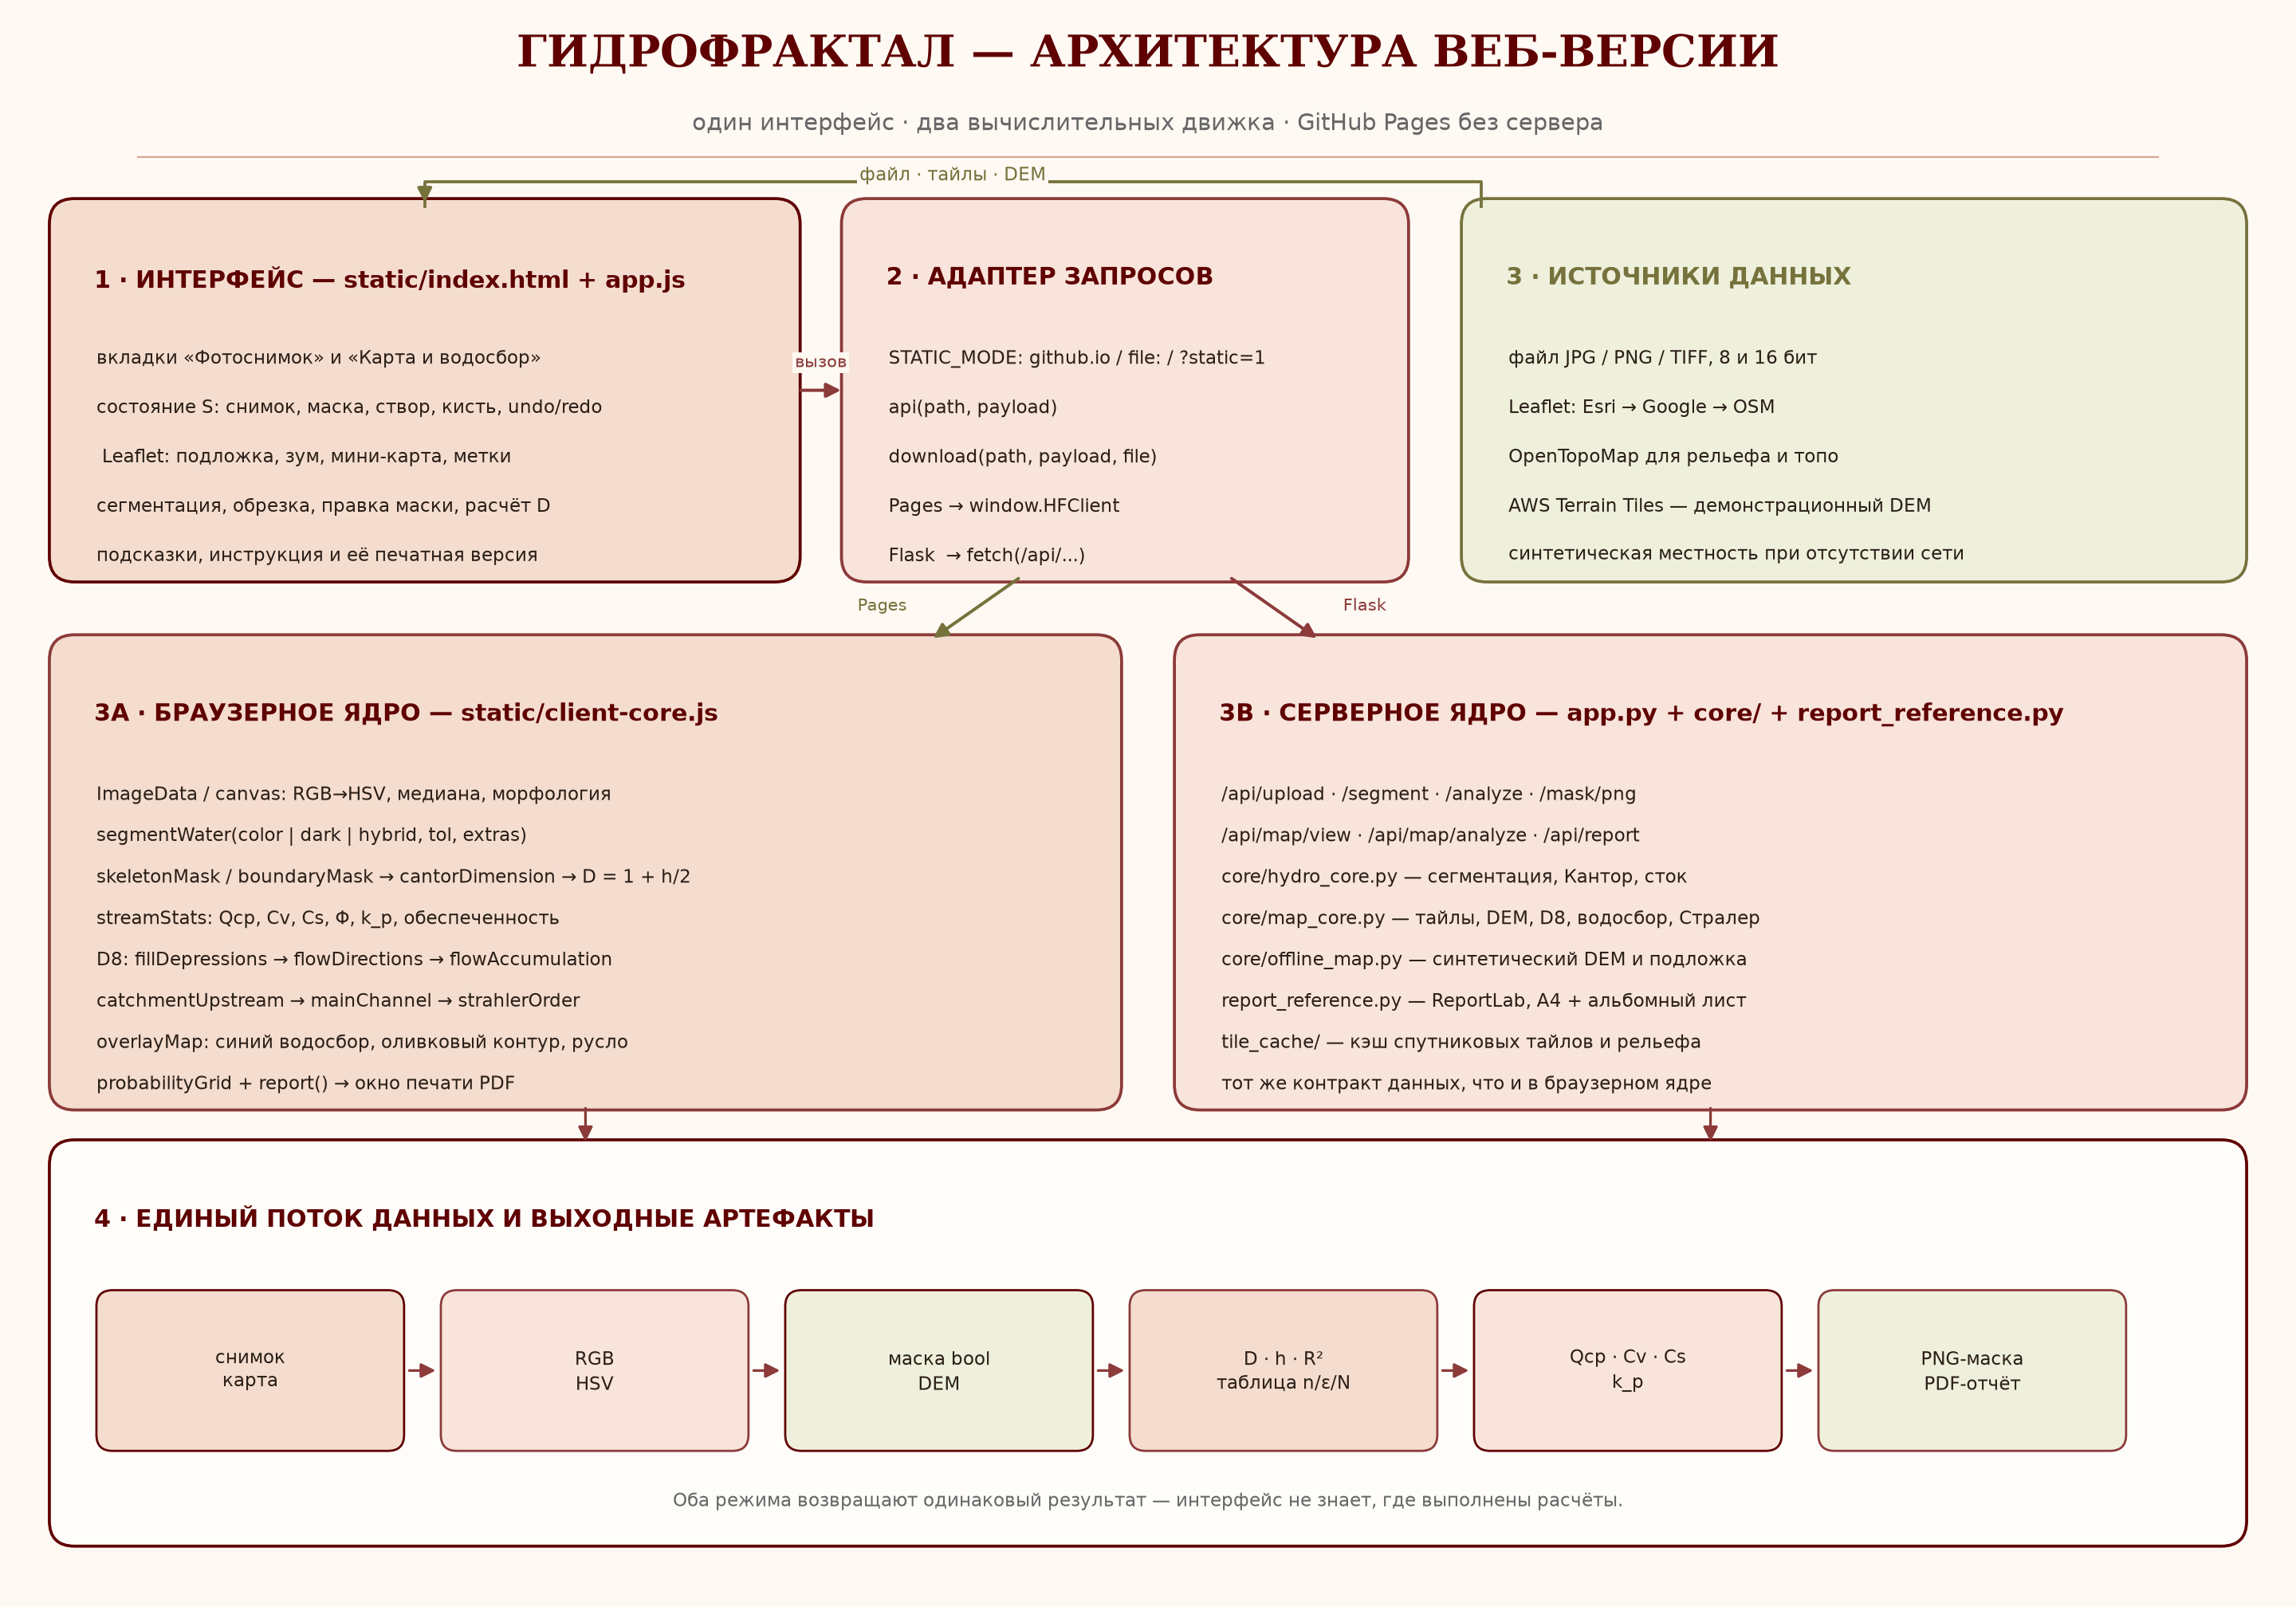 ГИДРОФРАКТАЛ — АРХИТЕКТУРА ВЕБ-ВЕРСИИ
один интерфейс · два вычислительных движка · GitHub Pages без сервера
файл · тайлы · DEM
1 · ИНТЕРФЕЙС — static/index.html + app.js
вкладки «Фотоснимок» и «Карта и водосбор»
состояние S: снимок, маска, створ, кисть, undo/redo
Leaflet: подложка, зум, мини-карта, метки
сегментация, обрезка, правка маски, расчёт D
подсказки, инструкция и её печатная версия
вызов
2 · АДАПТЕР ЗАПРОСОВ
STATIC_MODE: github.io / file: / ?static=1
api(path, payload)
download(path, payload, file)
Pages → window.HFClient
Flask → fetch(/api/...)
3 · ИСТОЧНИКИ ДАННЫХ
файл JPG / PNG / TIFF, 8 и 16 бит
Leaflet: Esri → Google → OSM
OpenTopoMap для рельефа и топо
AWS Terrain Tiles — демонстрационный DEM
синтетическая местность при отсутствии сети
Pages
Flask
3A · БРАУЗЕРНОЕ ЯДРО — static/client-core.js
ImageData / canvas: RGB→HSV, медиана, морфология
segmentWater(color | dark | hybrid, tol, extras)
skeletonMask / boundaryMask → cantorDimension → D = 1 + h/2
streamStats: Qср, Cv, Cs, Φ, k_p, обеспеченность
D8: fillDepressions → flowDirections → flowAccumulation
catchmentUpstream → mainChannel → strahlerOrder
overlayMap: синий водосбор, оливковый контур, русло
probabilityGrid + report() → окно печати PDF
3B · СЕРВЕРНОЕ ЯДРО — app.py + core/ + report_reference.py
/api/upload · /segment · /analyze · /mask/png
/api/map/view · /api/map/analyze · /api/report
core/hydro_core.py — сегментация, Кантор, сток
core/map_core.py — тайлы, DEM, D8, водосбор, Стралер
core/offline_map.py — синтетический DEM и подложка
report_reference.py — ReportLab, A4 + альбомный лист
tile_cache/ — кэш спутниковых тайлов и рельефа
тот же контракт данных, что и в браузерном ядре
4 · ЕДИНЫЙ ПОТОК ДАННЫХ И ВЫХОДНЫЕ АРТЕФАКТЫ
снимок
карта
RGB
HSV
маска bool
DEM
D · h · R²
таблица n/ε/N
Qср · Cv · Cs
k_p
PNG-маска
PDF-отчёт
Оба режима возвращают одинаковый результат — интерфейс не знает, где выполнены расчёты.